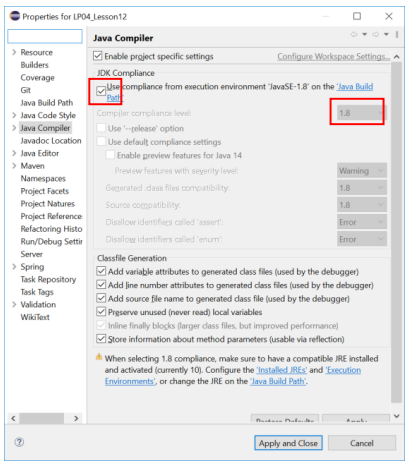 Properties for LP04_Lesson12
Java Compiler
Enable project specific settings
Configure Workspace Settings...
> Resource
Builders
Coverage
Git
Java Build Path
> Java Code Style
> Java Compiler
Javadoc Location
> Java Editor
> Maven
Namespaces
Project Facets
Project Natures
Project Reference
Refactoring Histo
Run/Debug Settin
Server
> Spring
Task Repository
Task Tags
> Validation
WikiText
JDK Compliance
Use compliance from execution environment 'JavaSE-1.8' on the 'Java Build
Path'
Compiler compliance level:
1.8
Use '--release' option
Use default compliance settings
Enable preview features for Java 14
Preview features with severity level:
Warning
Generated .class files compatibility:
1.8
Source compatibility:
1.8
Disallow identifiers called 'assert':
Error
Disallow identifiers called 'enum':
Error
Classfile Generation
Add variable attributes to generated class files (used by the debugger)
Add line number attributes to generated class files (used by the debugger)
Add source file name to generated class file (used by the debugger)
Preserve unused (never read) local variables
Inline finally blocks (larger class files, but improved performance)
Store information about method parameters (usable via reflection)
When selecting 1.8 compliance, make sure to have a compatible JRE installed
and activated (currently 10). Configure the 'Installed JREs' and 'Execution
Environments', or change the JRE on the 'Java Build Path'.
Restore Defaults
Apply
Apply and Close
Cancel